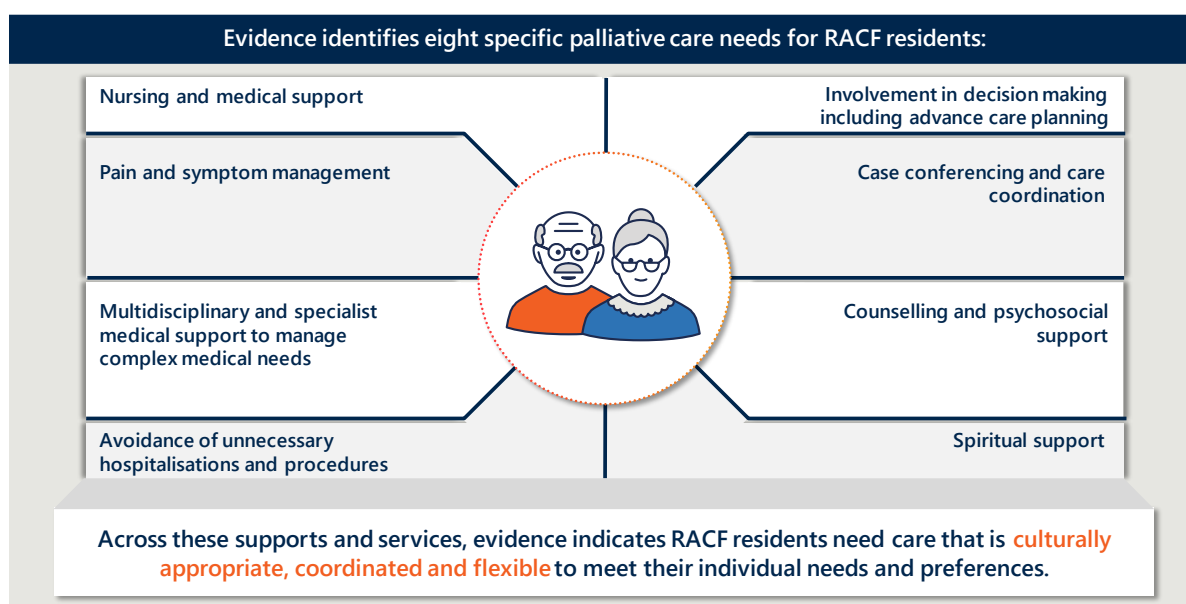 Evidence identifies eight specific palliative care needs for RACF residents:
Nursing and medical support
Pain and symptom management
Multidisciplinary and specialist
medical support to manage
complex medical needs
Avoidance of unnecessary
hospitalisations and procedures
Involvement in decision making
including advance care planning
Case conferencing and care
coordination
Counselling and psychosocial
support
Spiritual support
Across these supports and services, evidence indicates RACF residents need care that is culturally
appropriate, coordinated and flexible to meet their individual needs and preferences.